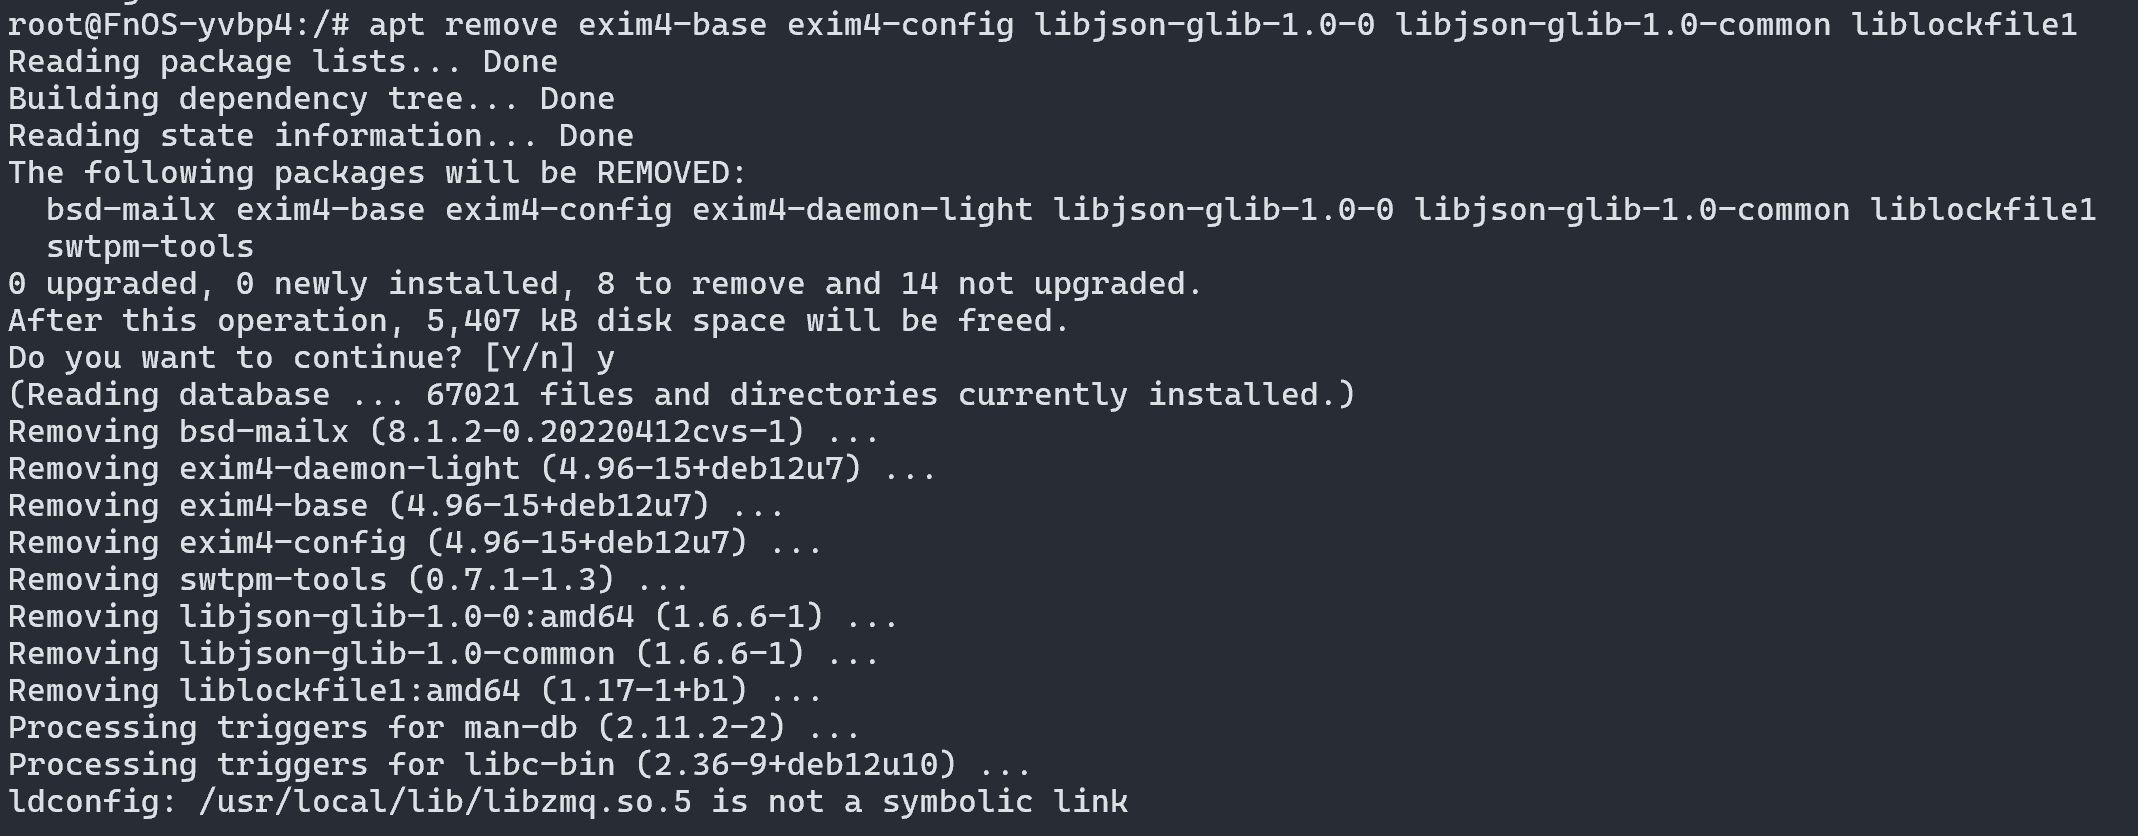 root@FnOS-yvbp4:/# apt remove exim4-base exim4-config libjson-glib-1.0-0 libjson-glib-1.0-common liblockfile1
Reading package lists... Done
Building dependency tree... Done
Reading state information... Done
The following packages will be REMOVED:
  bsd-mailx exim4-base exim4-config exim4-daemon-light libjson-glib-1.0-0 libjson-glib-1.0-common liblockfile1
  swtpm-tools
0 upgraded, 0 newly installed, 8 to remove and 14 not upgraded.
After this operation, 5,407 kB disk space will be freed.
Do you want to continue? [Y/n] y
(Reading database ... 67021 files and directories currently installed.)
Removing bsd-mailx (8.1.2-0.20220412cvs-1) ...
Removing exim4-daemon-light (4.96-15+deb12u7) ...
Removing exim4-base (4.96-15+deb12u7) ...
Removing exim4-config (4.96-15+deb12u7) ...
Removing swtpm-tools (0.7.1-1.3) ...
Removing libjson-glib-1.0-0:amd64 (1.6.6-1) ...
Removing libjson-glib-1.0-common (1.6.6-1) ...
Removing liblockfile1:amd64 (1.17-1+b1) ...
Processing triggers for man-db (2.11.2-2) ...
Processing triggers for libc-bin (2.36-9+deb12u10) ...
ldconfig: /usr/local/lib/libzmq.so.5 is not a symbolic link